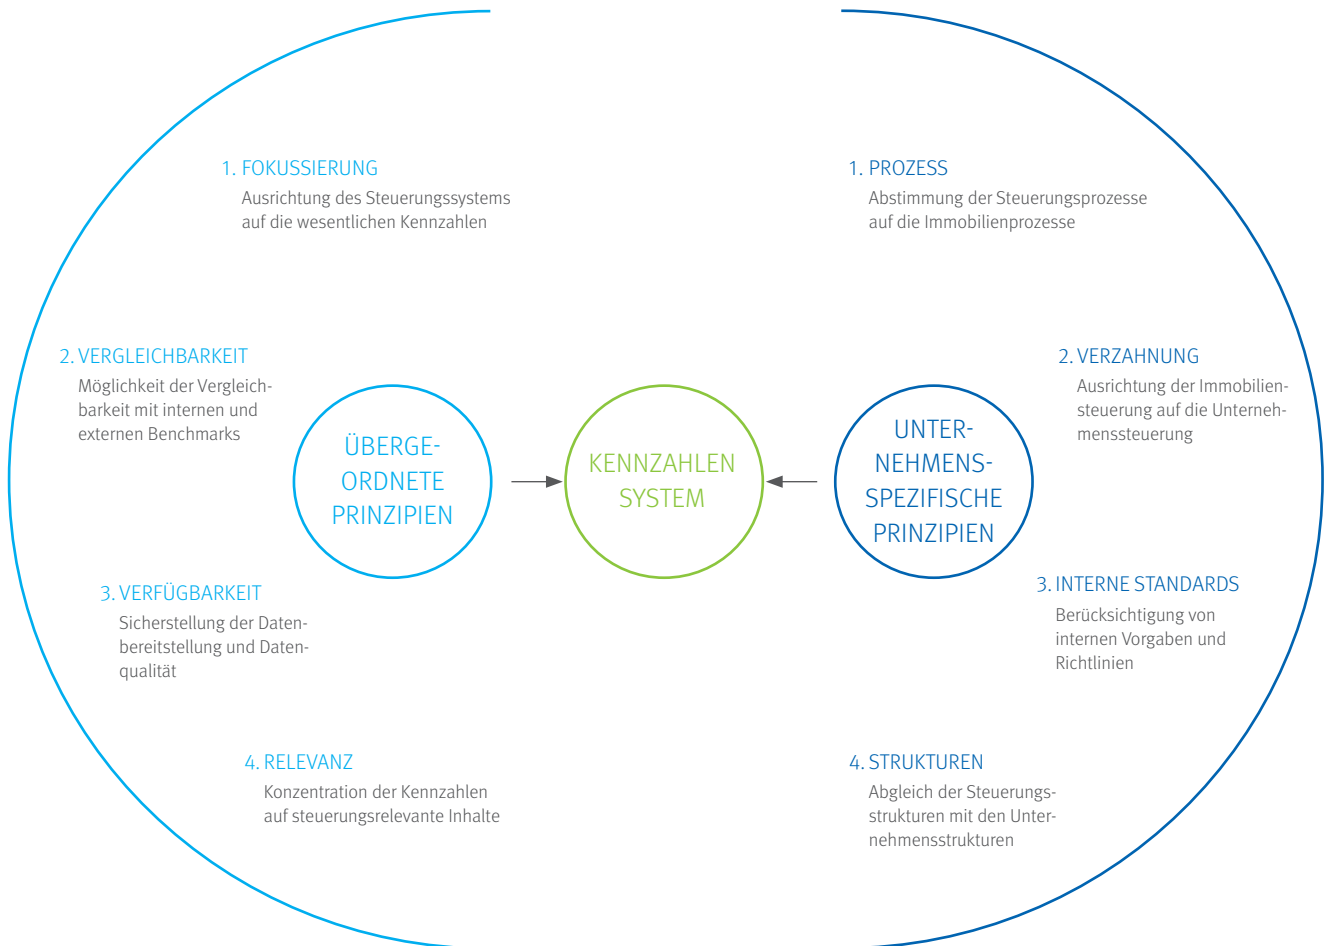 1. FOKUSSIERUNG
Ausrichtung des Steuerungssystems
auf die wesentlichen Kennzahlen
2. VERGLEICHBARKEIT
Möglichkeit der Vergleich-
barkeit mit internen und
externen Benchmarks
ÜBERGE-
ORDNETE
PRINZIPIEN
3. VERFÜGBARKEIT
Sicherstellung der Daten-
bereitstellung und Daten-
qualität
4. RELEVANZ
Konzentration der Kennzahlen
auf steuerungsrelevante Inhalte
KENNZAHLEN
SYSTEM
1. PROZESS
Abstimmung der Steuerungsprozesse
auf die Immobilienprozesse
2. VERZAHNUNG
Ausrichtung der Immobilien-
steuerung auf die Unterneh-
menssteuerung
UNTER-
NEHMENS-
SPEZIFISCHE
PRINZIPIEN
3. INTERNE STANDARDS
Berücksichtigung von
internen Vorgaben und
Richtlinien
4. STRUKTUREN
Abgleich der Steuerungs-
strukturen mit den Unter-
nehmensstrukturen